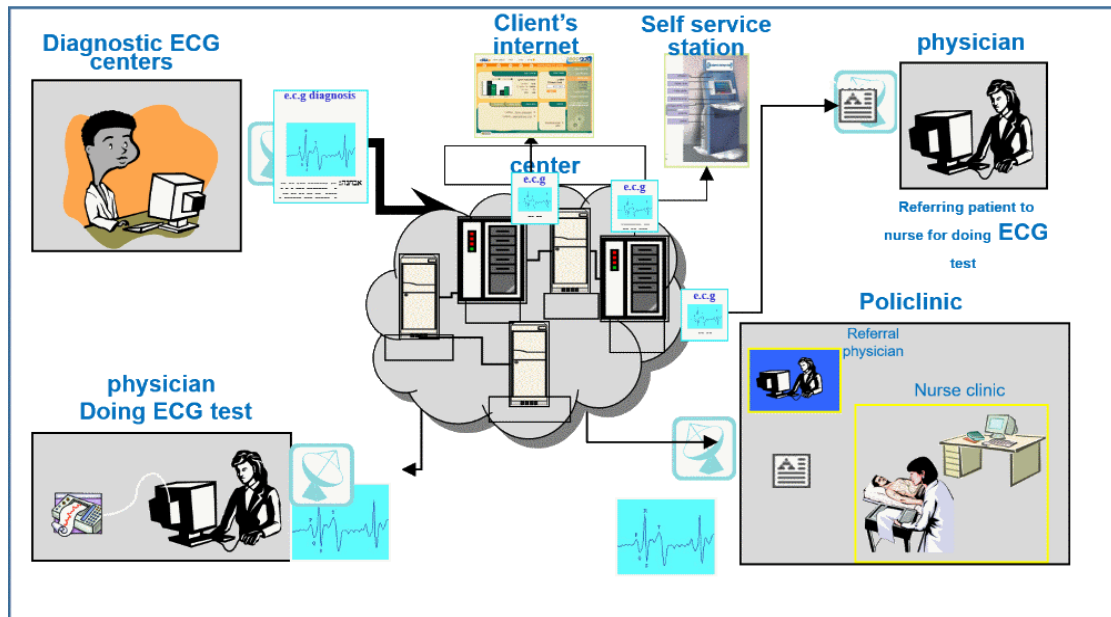 Diagnostic ECG
centers
Client's
internet
Self service
station
physician
e.c.g diagnosis
אבחנה:
center
e.c.g
e.c.g
Referring patient to
nurse for doing ECG
test
e.c.g
Policlinic
Referral
physician
Nurse clinic
physician
Doing ECG test